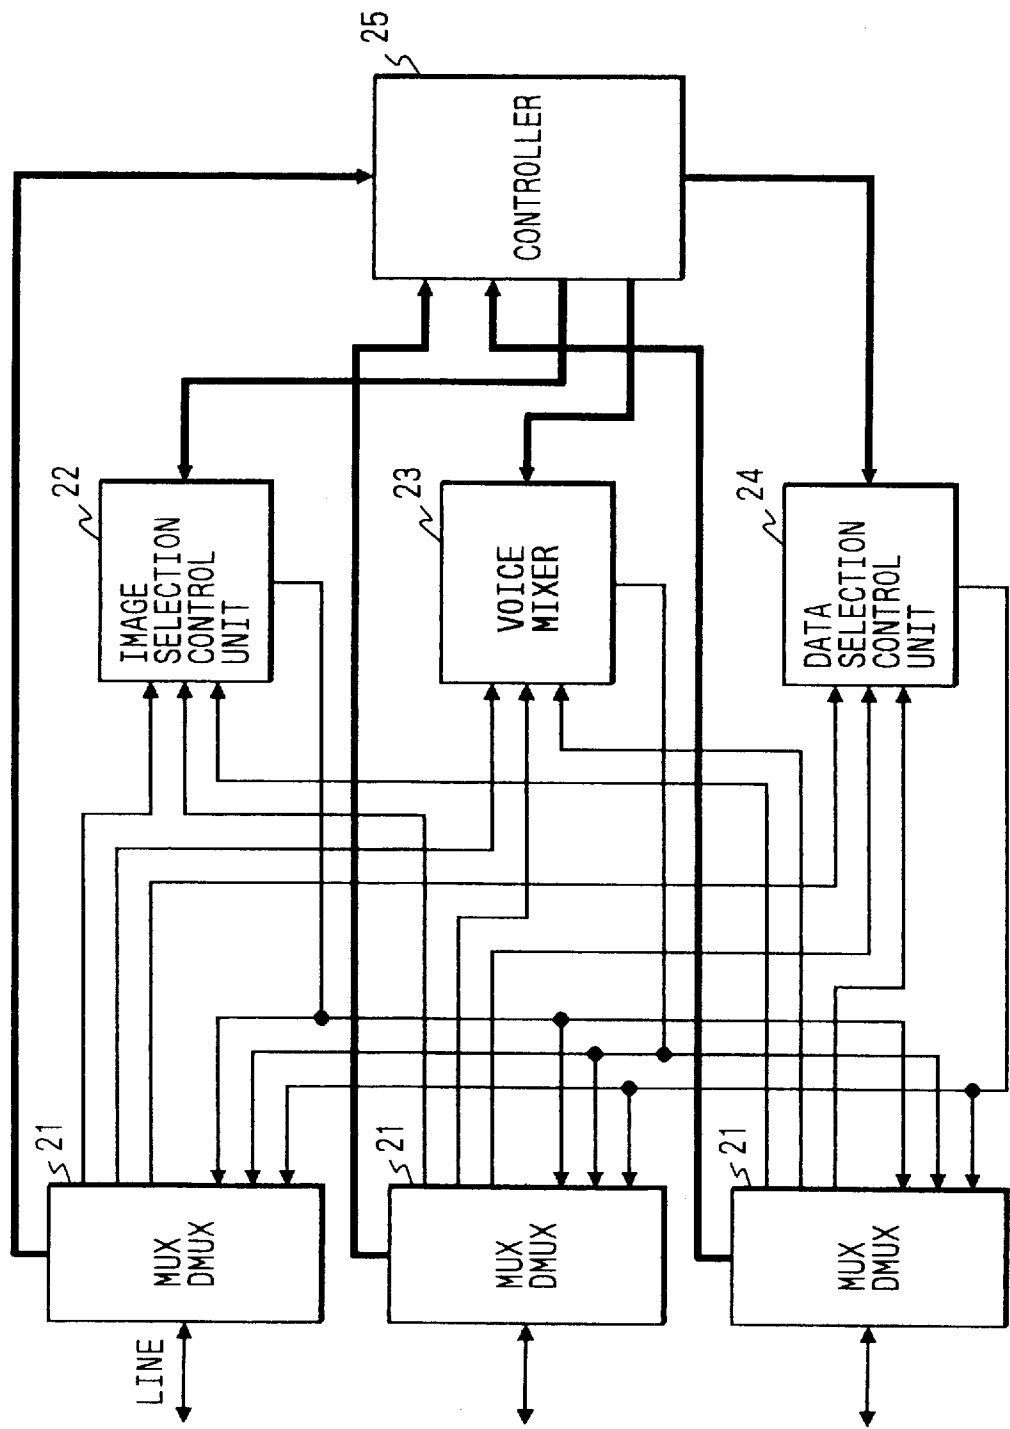 LINE
MUX
DMUX
21
MUX
DMUX
21
MUX
DMUX
21
IMAGE
SELECTION
CONTROL
UNIT
22
VOICE
MIXER
23
DATA
SELECTION
CONTROL
UNIT
24
CONTROLLER
25